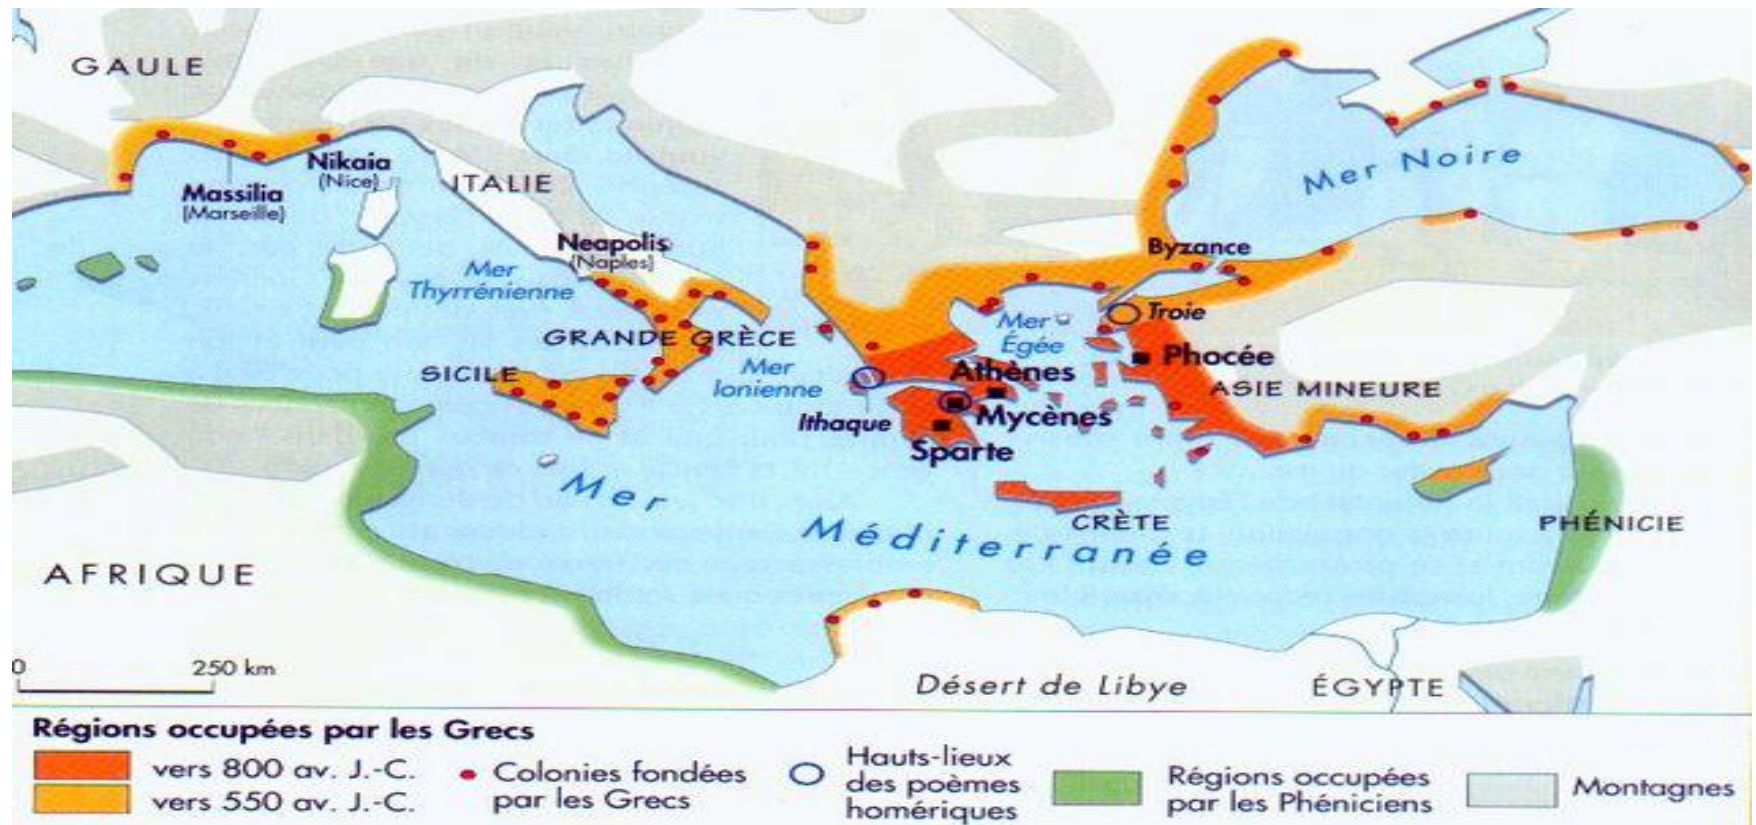 GAULE
Nikaia
(Nice)
Massilia
(Marseille)
ITALIE
Mer Noire
Neapolis
(Naples)
Byzance
Mer
Thyrrénienne
Troie
Mer
Égée
GRANDE GRÈCE
Phocée
SICILE
Mer
Ionienne
Athènes
ASIE MINEURE
Ithaque
Mycènes
Sparte
Mer Méditerranée
CRÈTE
PHÉNICIE
AFRIQUE
0 250 km
Désert de Libye
ÉGYPTE
Régions occupées par les Grecs
vers 800 av. J.-C.
vers 550 av. J.-C.
Colonies fondées
par les Grecs
Hauts-lieux
des poèmes
homériques
Régions occupées
par les Phéniciens
Montagnes